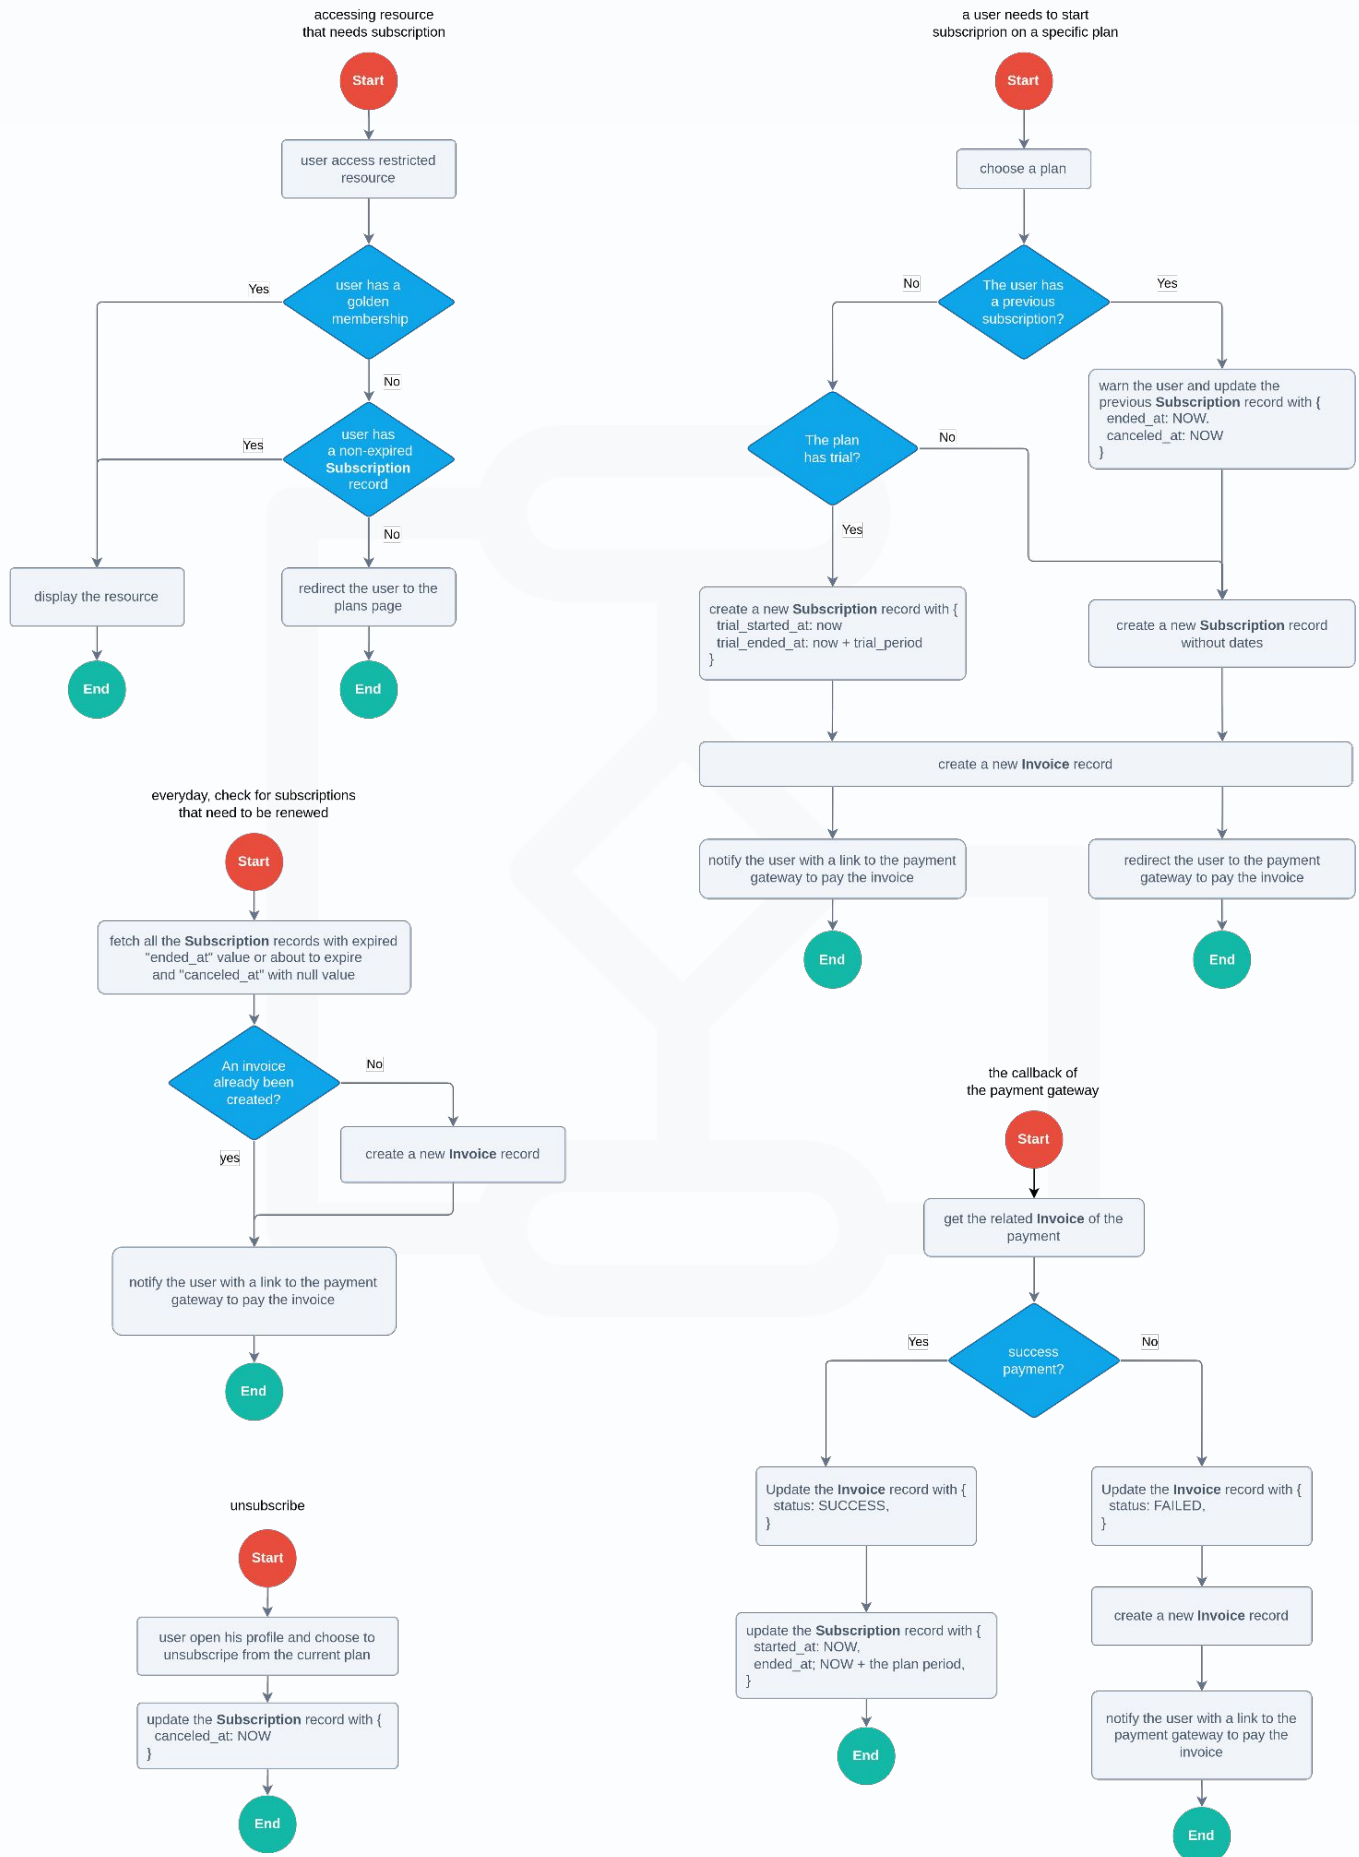 accessing resource
that needs subscription
Start
user access restricted
resource
user has a
golden
membership
Yes
No
user has
a non-expired
Subscription
record
Yes
No
display the resource
redirect the user to the
plans page
End
End
a user needs to start
subscriprion on a specific plan
Start
choose a plan
The user has
a previous
subscription?
No
Yes
warn the user and update the
previous Subscription record with {
ended_at: NOW.
canceled_at: NOW
}
The plan
has trial?
No
Yes
create a new Subscription record with {
trial_started_at: now
trial_ended_at: now + trial_period
}
create a new Subscription record
without dates
create a new Invoice record
notify the user with a link to the payment
gateway to pay the invoice
redirect the user to the payment
gateway to pay the invoice
End
End
everyday, check for subscriptions
that need to be renewed
Start
fetch all the Subscription records with expired
"ended_at" value or about to expire
and "canceled_at" with null value
An invoice
already been
created?
No
yes
create a new Invoice record
notify the user with a link to the payment
gateway to pay the invoice
End
the callback of
the payment gateway
Start
get the related Invoice of the
payment
success
payment?
Yes
No
Update the Invoice record with {
status: SUCCESS,
}
Update the Invoice record with {
status: FAILED,
}
update the Subscription record with {
started_at: NOW,
ended_at; NOW + the plan period,
}
create a new Invoice record
notify the user with a link to the
payment gateway to pay the
invoice
End
End
unsubscribe
Start
user open his profile and choose to
unsubscripe from the current plan
update the Subscription record with {
canceled_at: NOW
}
End